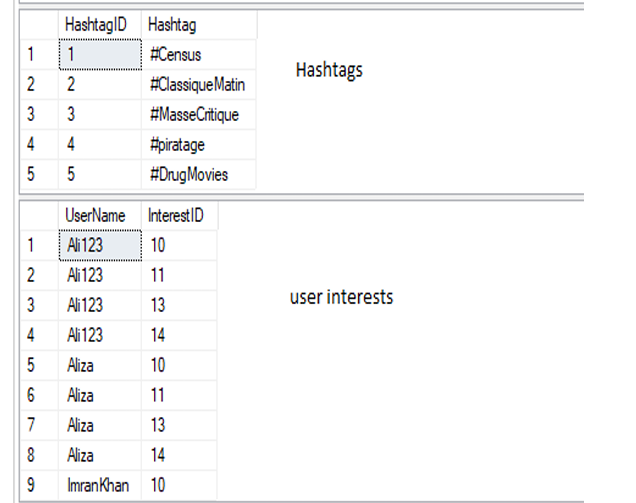 HashtagID Hashtag
1 1 #Census
Hashtags
2 2 #ClassiqueMatin
3 3 #MasseCritique
4 4 #piratage
5 5 #DrugMovies
UserName InterestID
1 Ali123 10
2 Ali123 11
user interests
3 Ali123 13
4 Ali123 14
5 Aliza 10
6 Aliza 11
7 Aliza 13
8 Aliza 14
9 ImranKhan 10